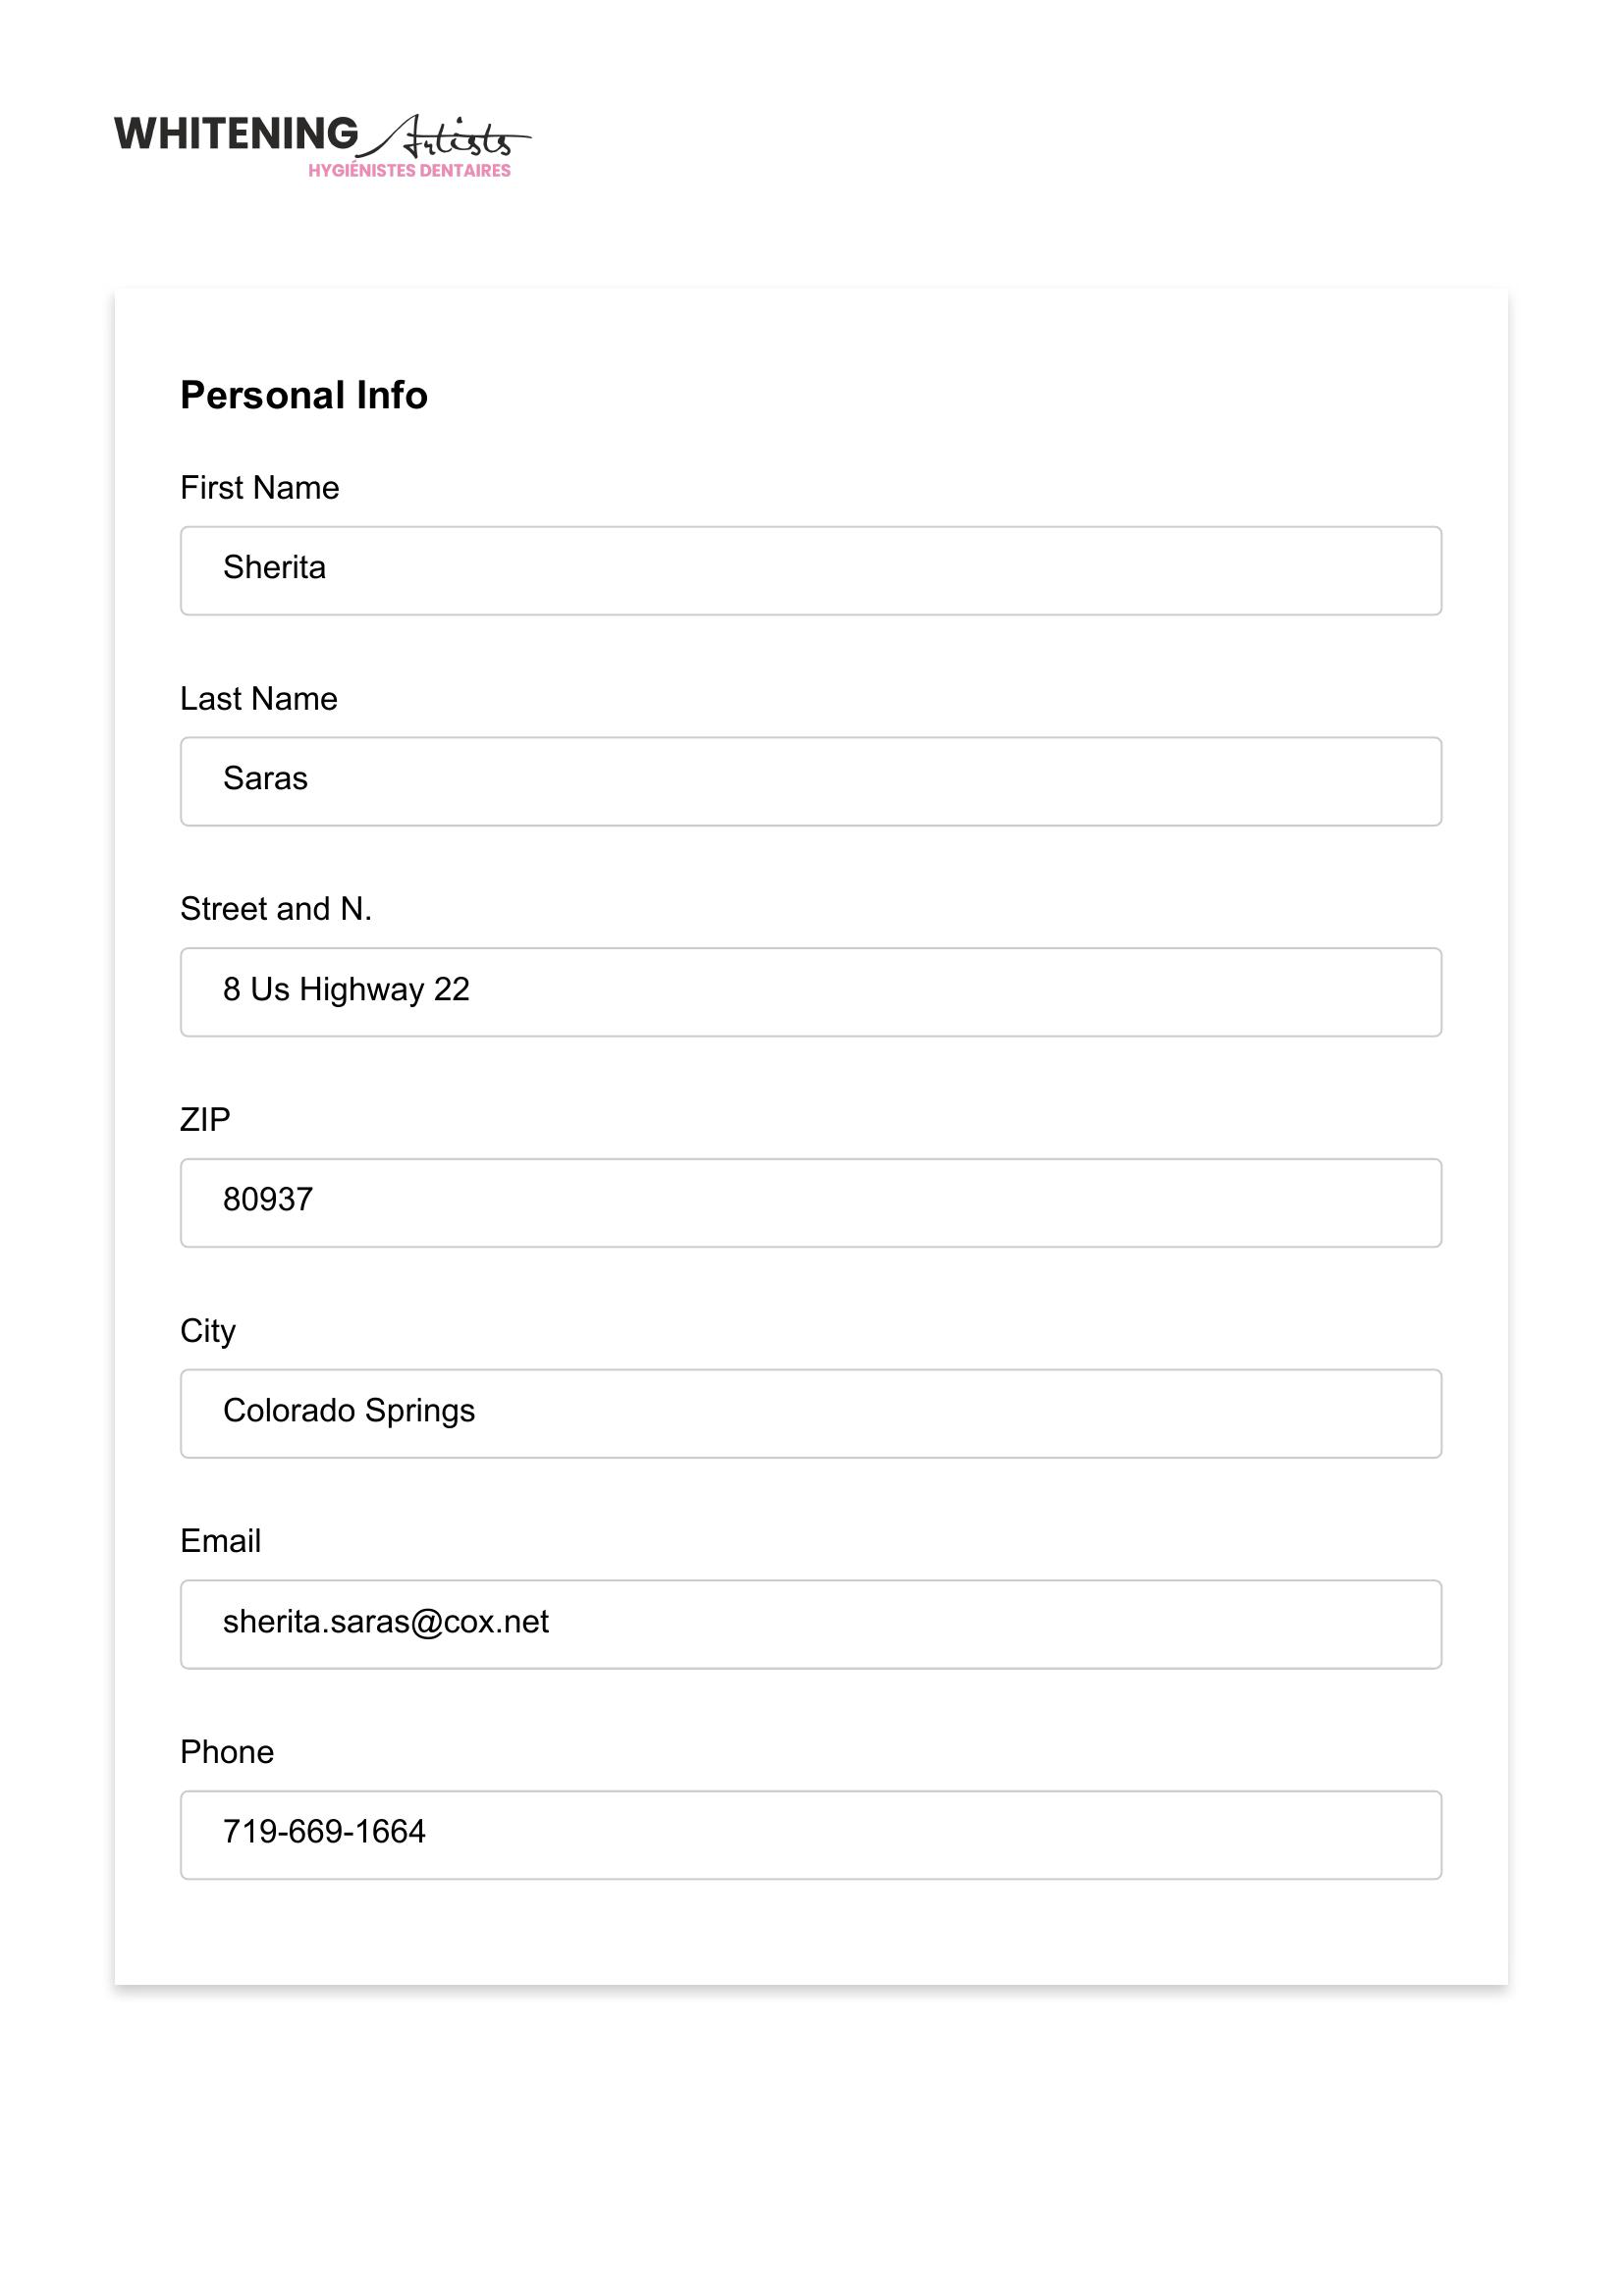 WHITENING Artists
HYGIÉNISTES DENTAIRES
Personal Info
First Name
Sherita
Last Name
Saras
Street and N.
8 Us Highway 22
ZIP
80937
City
Colorado Springs
Email
sherita.saras@cox.net
Phone
719-669-1664